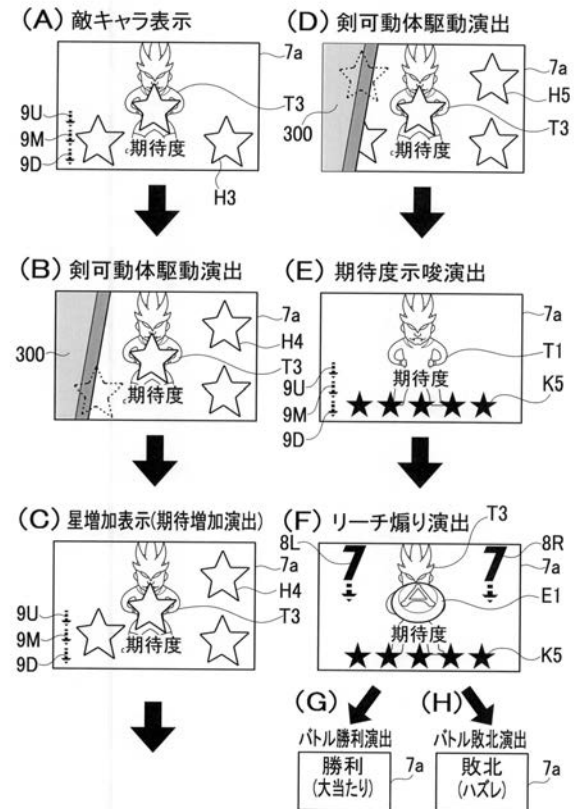 (A) 敵キャラ表示
7a
T3
9U
9M
9D
期待度
H3
(B) 剣可動体駆動演出
7a
H4
300
T3
期待度
(C) 星増加表示(期待増加演出)
7a
H4
9U
T3
9M
9D
期待度
(D) 剣可動体駆動演出
7a
H5
300
T3
期待度
(E) 期待度示唆演出
7a
T1
期待度
9U
K5
9M
9D
(F) リーチ煽り演出
T3
8L
7
7
8R
7a
E1
期待度
K5
(G)
バトル勝利演出
勝利
(大当たり)
7a
(H)
バトル敗北演出
敗北
(ハズレ)
7a